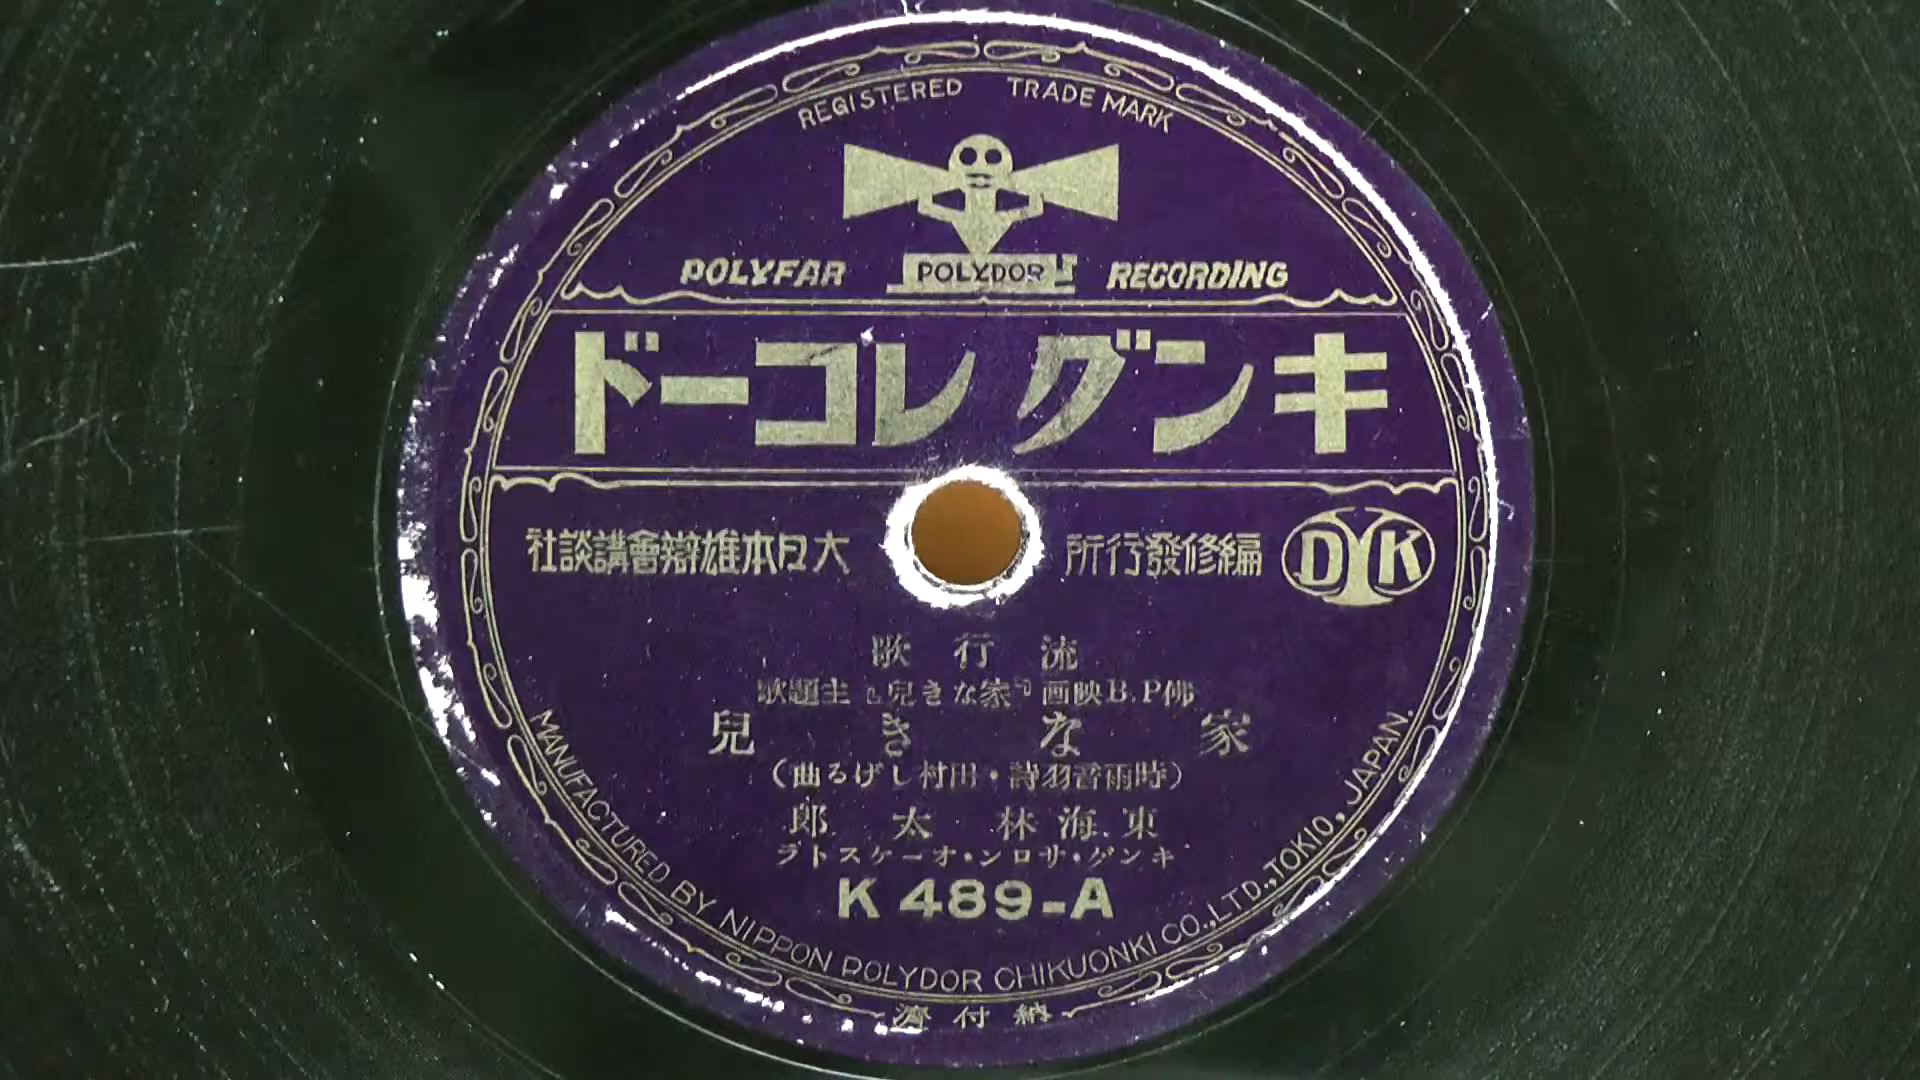 REGISTERED TRADE MARK
POLYFAR POLYDOR RECORDING
キング レコード
DYK 編修發行所 大日本雄辯會講談社
流行歌
佛P.B映画『家なき兒』主題歌
家なき兒
(時雨音羽詩・田村しげる曲)
東海林太郎
キング・サロン・オーケストラ
K 489-A
MANUFACTURED BY NIPPON POLYDOR CHIKUONKI CO., LTD., TOKIO, JAPAN.
納付濟